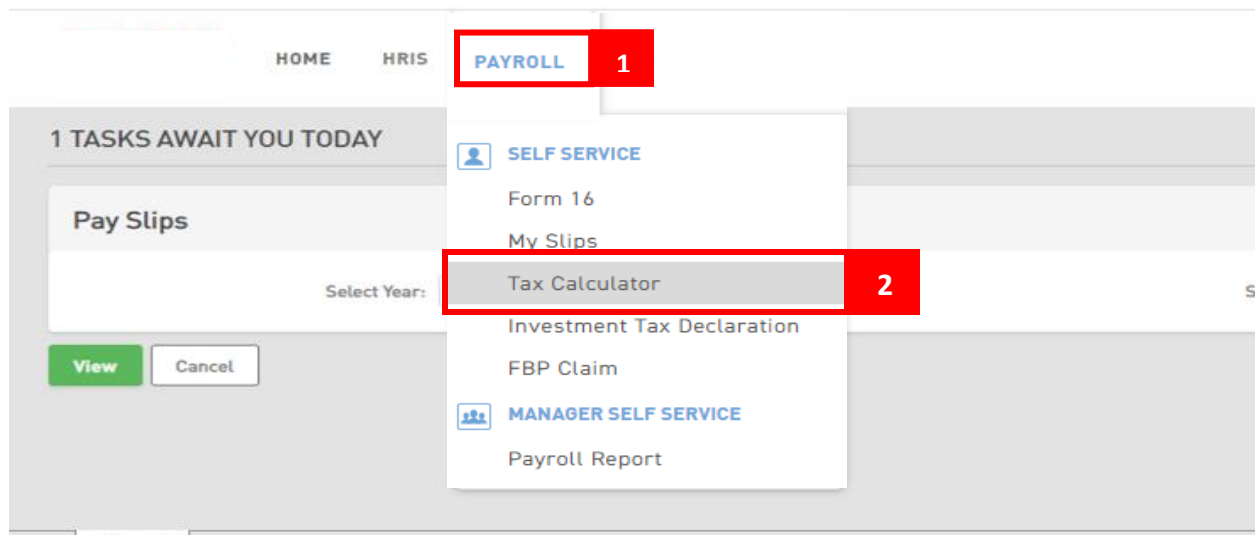 HOME HRIS PAYROLL 1
1 TASKS AWAIT YOU TODAY
SELF SERVICE
Form 16
Pay Slips
My Slips
Select Year:
Tax Calculator 2
S
Investment Tax Declaration
View Cancel
FBP Claim
MANAGER SELF SERVICE
Payroll Report